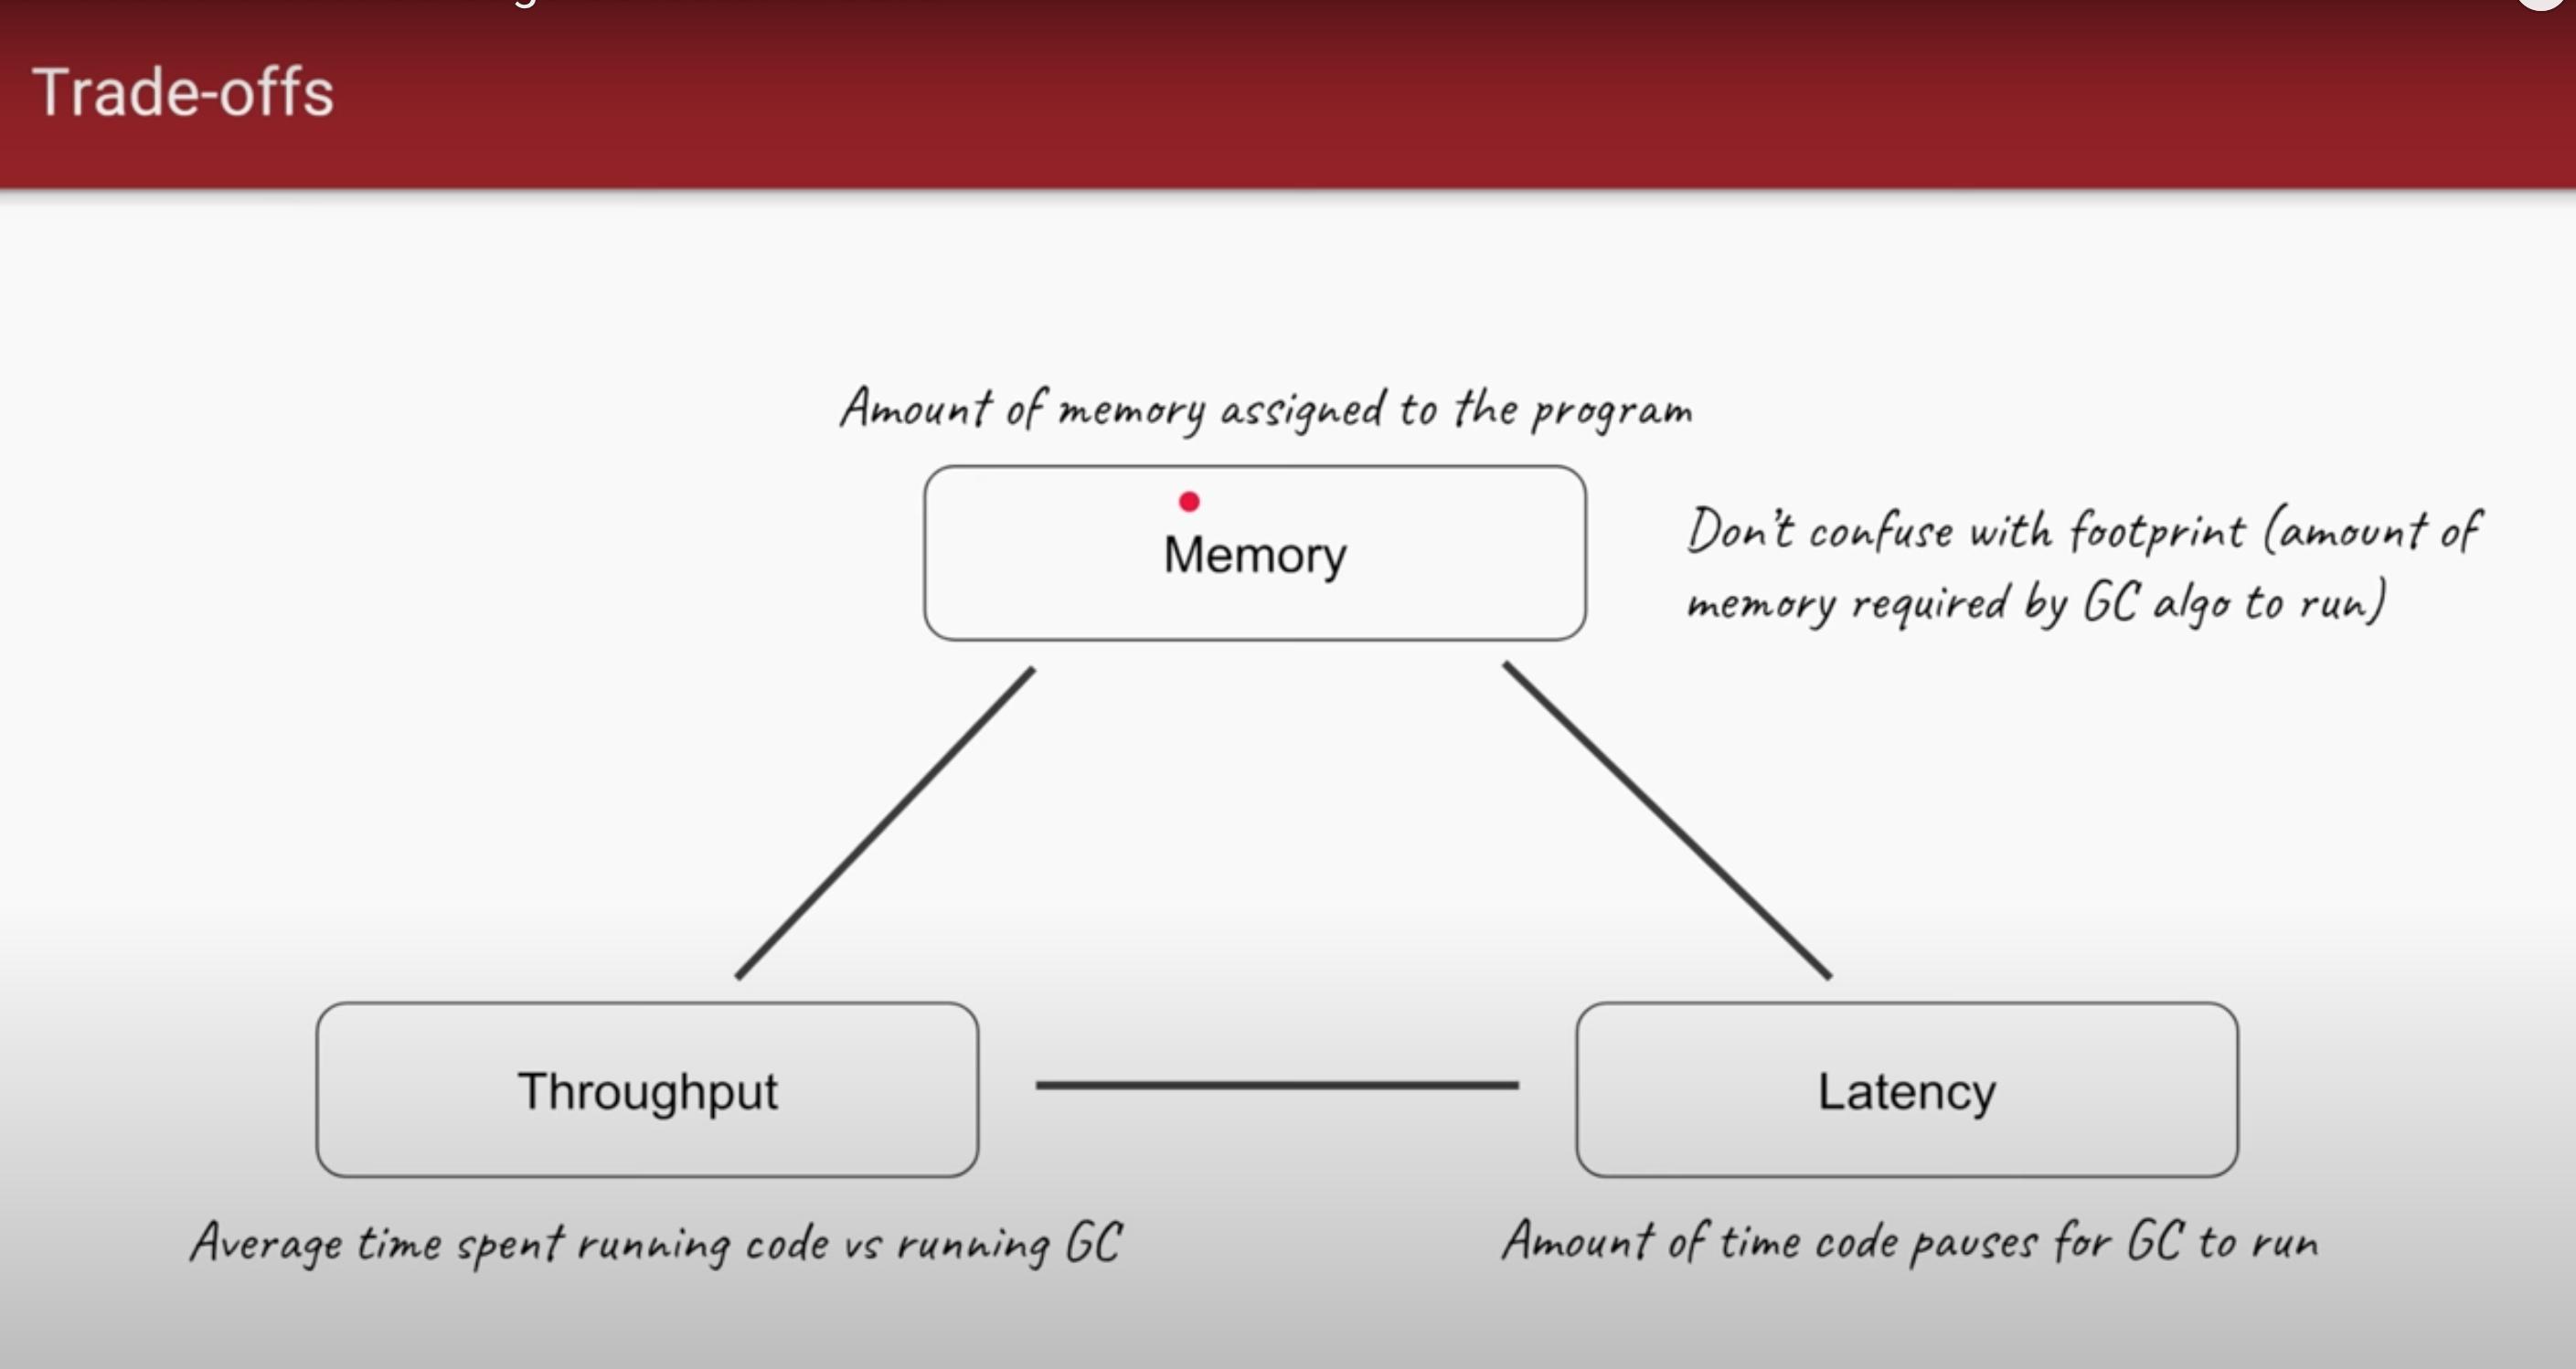 Trade-offs
Amount of memory assigned to the program
Memory
Don't confuse with footprint (amount of
memory required by GC algo to run)
Throughput
Latency
Average time spent running code vs running GC
Amount of time code pauses for GC to run